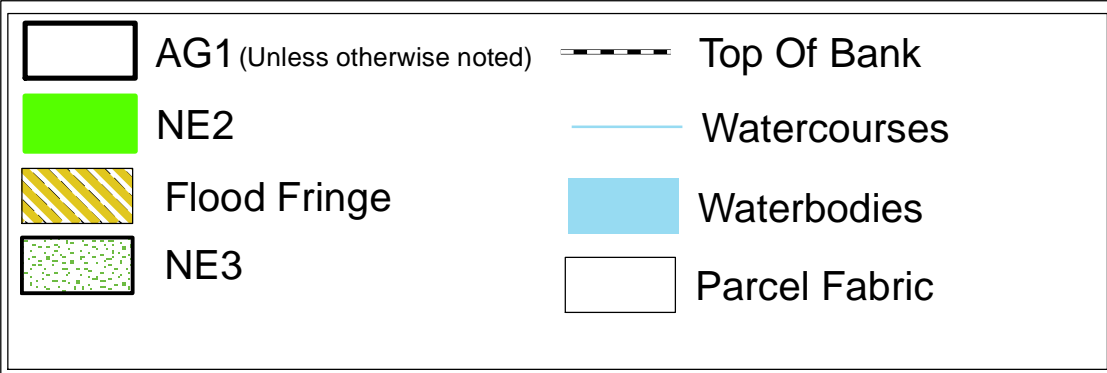 AG1 (Unless otherwise noted)
NE2
Flood Fringe
NE3
Top Of Bank
Watercourses
Waterbodies
Parcel Fabric